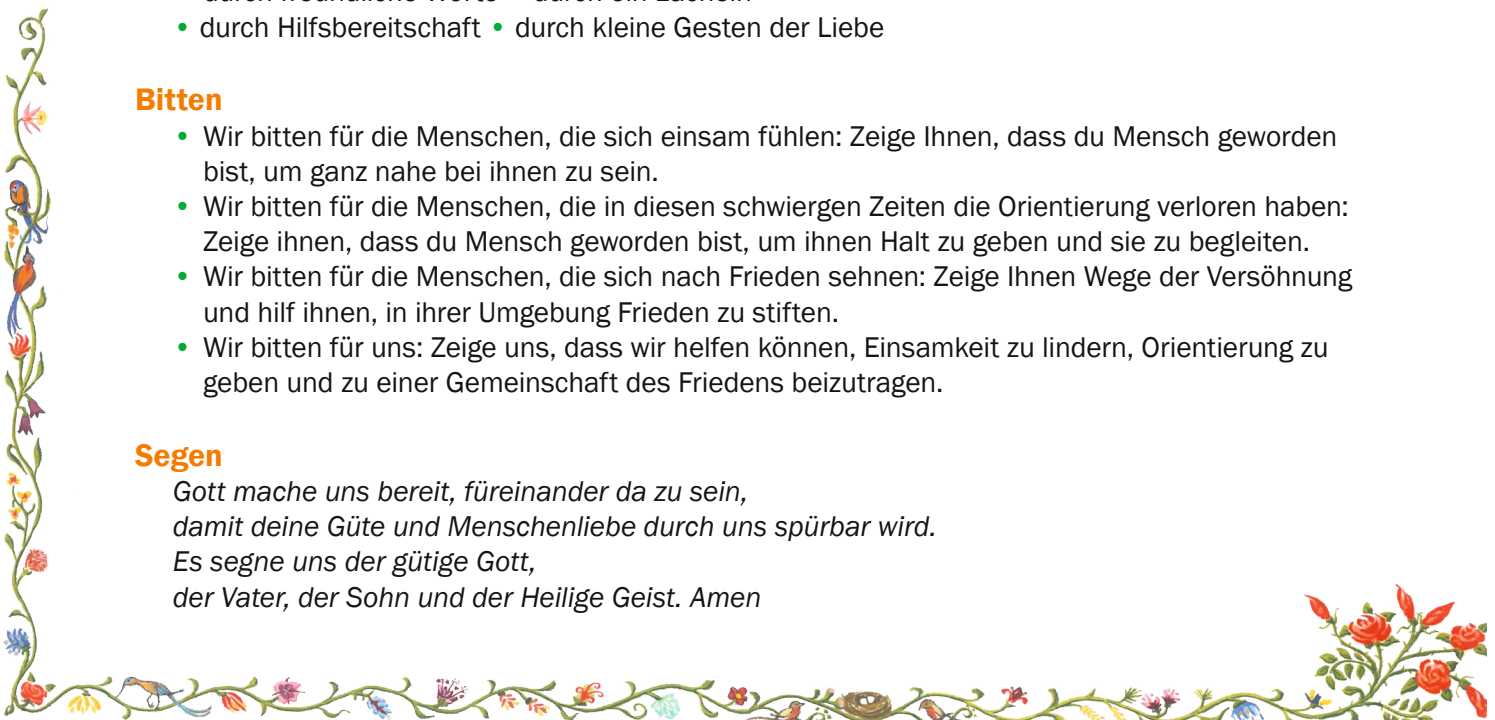 durch freundliche Worte • durch ein Lächeln
• durch Hilfsbereitschaft • durch kleine Gesten der Liebe
Bitten
• Wir bitten für die Menschen, die sich einsam fühlen: Zeige Ihnen, dass du Mensch geworden
bist, um ganz nahe bei ihnen zu sein.
• Wir bitten für die Menschen, die in diesen schwiergen Zeiten die Orientierung verloren haben:
Zeige ihnen, dass du Mensch geworden bist, um ihnen Halt zu geben und sie zu begleiten.
• Wir bitten für die Menschen, die sich nach Frieden sehnen: Zeige Ihnen Wege der Versöhnung
und hilf ihnen, in ihrer Umgebung Frieden zu stiften.
• Wir bitten für uns: Zeige uns, dass wir helfen können, Einsamkeit zu lindern, Orientierung zu
geben und zu einer Gemeinschaft des Friedens beizutragen.
Segen
Gott mache uns bereit, füreinander da zu sein,
damit deine Güte und Menschenliebe durch uns spürbar wird.
Es segne uns der gütige Gott,
der Vater, der Sohn und der Heilige Geist. Amen